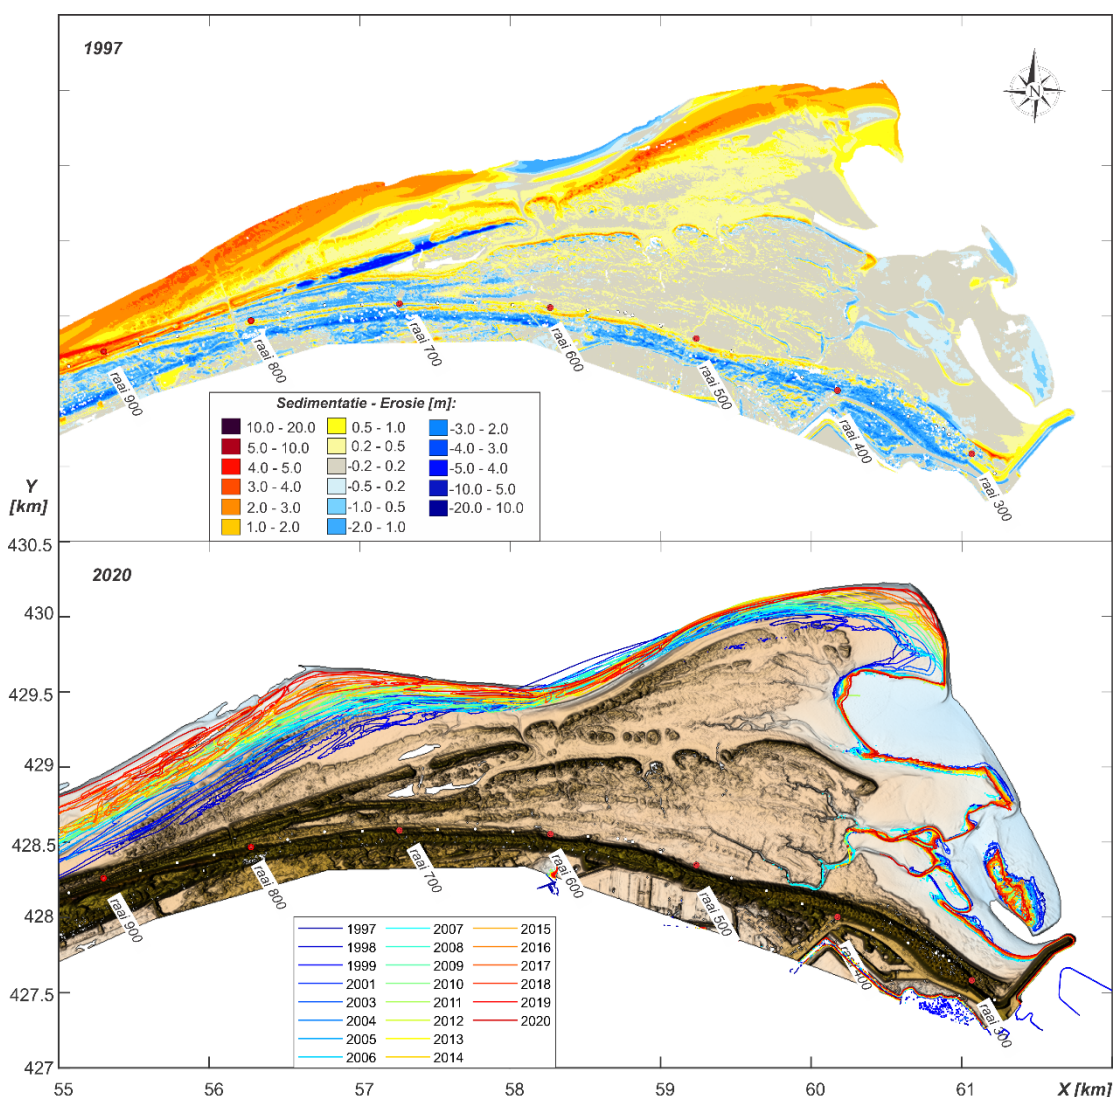 1997
N
raai 900
raai 800
raai 700
raai 600
raai 500
raai 400
raai 300
Sedimentatie - Erosie [m]:
10.0 - 20.0
5.0 - 10.0
4.0 - 5.0
3.0 - 4.0
2.0 - 3.0
1.0 - 2.0
0.5 - 1.0
0.2 - 0.5
-0.2 - 0.2
-0.5 - 0.2
-1.0 - 0.5
-2.0 - 1.0
-3.0 - 2.0
-4.0 - 3.0
-5.0 - 4.0
-10.0 - 5.0
-20.0 - 10.0
Y
[km]
430.5
2020
430
429.5
429
428.5
428
427.5
427
raai 900
raai 800
raai 700
raai 600
raai 500
raai 400
raai 300
1997
1998
1999
2001
2003
2004
2005
2006
2007
2008
2009
2010
2011
2012
2013
2014
2015
2016
2017
2018
2019
2020
55
56
57
58
59
60
61
X [km]